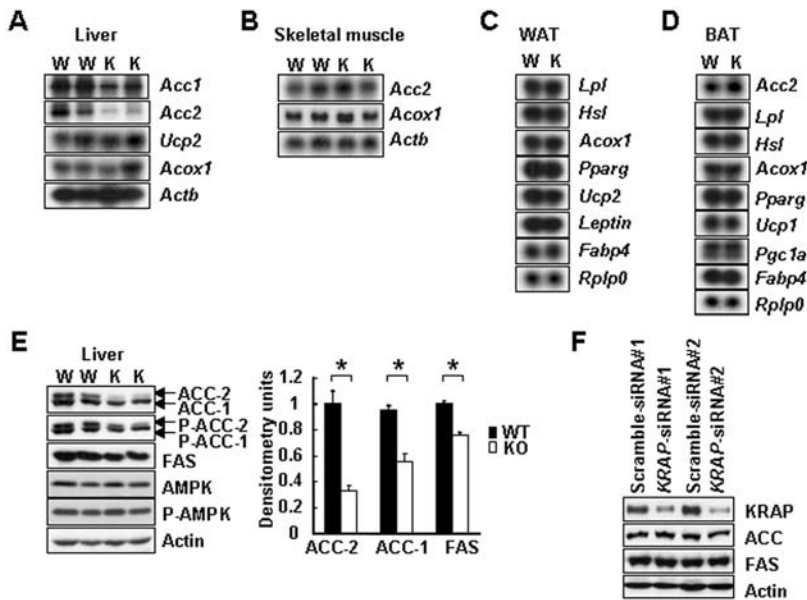 A
Liver
W W K K
Acc1
Acc2
Ucp2
Acox1
Actb
B
Skeletal muscle
W W K K
Acc2
Acox1
Actb
C
WAT
W K
Lpl
Hsl
Acox1
Pparg
Ucp2
Leptin
Fabp4
Rplp0
D
BAT
W K
Acc2
Lpl
Hsl
Acox1
Pparg
Ucp1
Pgc1a
Fabp4
Rplp0
E
Liver
W W K K
ACC-2
ACC-1
P-ACC-2
P-ACC-1
FAS
AMPK
P-AMPK
Actin
Densitometry units
1.2
1
0.8
0.6
0.4
0.2
0
* * *
ACC-2 ACC-1 FAS
WT
KO
F
Scramble-siRNA#1
KRAP-siRNA#1
Scramble-siRNA#2
KRAP-siRNA#2
KRAP
ACC
FAS
Actin